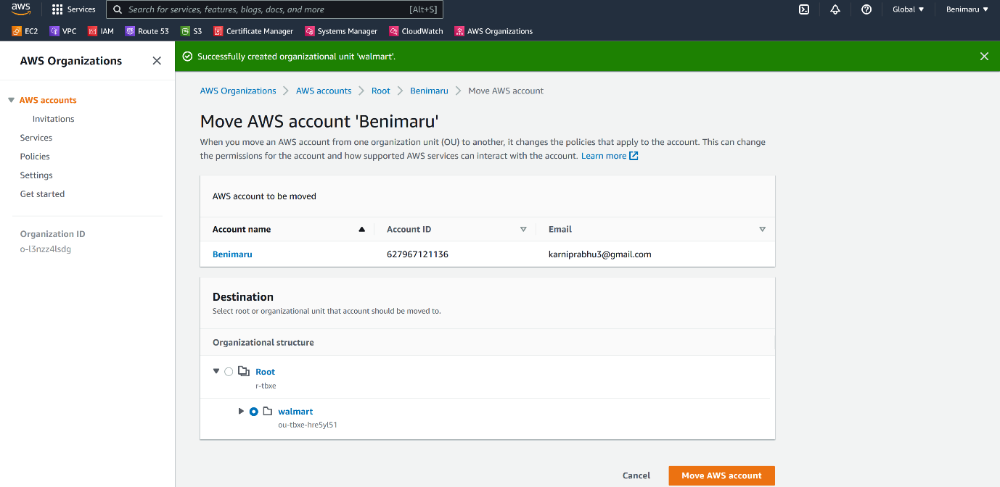 aws Services Search for services, features, blogs, docs, and more [Alt+S] Global Benimaru
EC2 VPC IAM Route 53 S3 Certificate Manager Systems Manager CloudWatch AWS Organizations
AWS Organizations
AWS accounts
Invitations
Services
Policies
Settings
Get started
Organization ID
o-l3nzz4lsdg
Successfully created organizational unit 'walmart'.
AWS Organizations AWS accounts Root Benimaru Move AWS account
Move AWS account 'Benimaru'
When you move an AWS account from one organization unit (OU) to another, it changes the policies that apply to the account. This can change
the permissions for the account and how supported AWS services can interact with the account. Learn more
AWS account to be moved
Account name Account ID Email
Benimaru 627967121136 karniprabhu3@gmail.com
Destination
Select root or organizational unit that account should be moved to.
Organizational structure
Root
r-tbxe
walmart
ou-tbxe-hre5yl51
Cancel Move AWS account